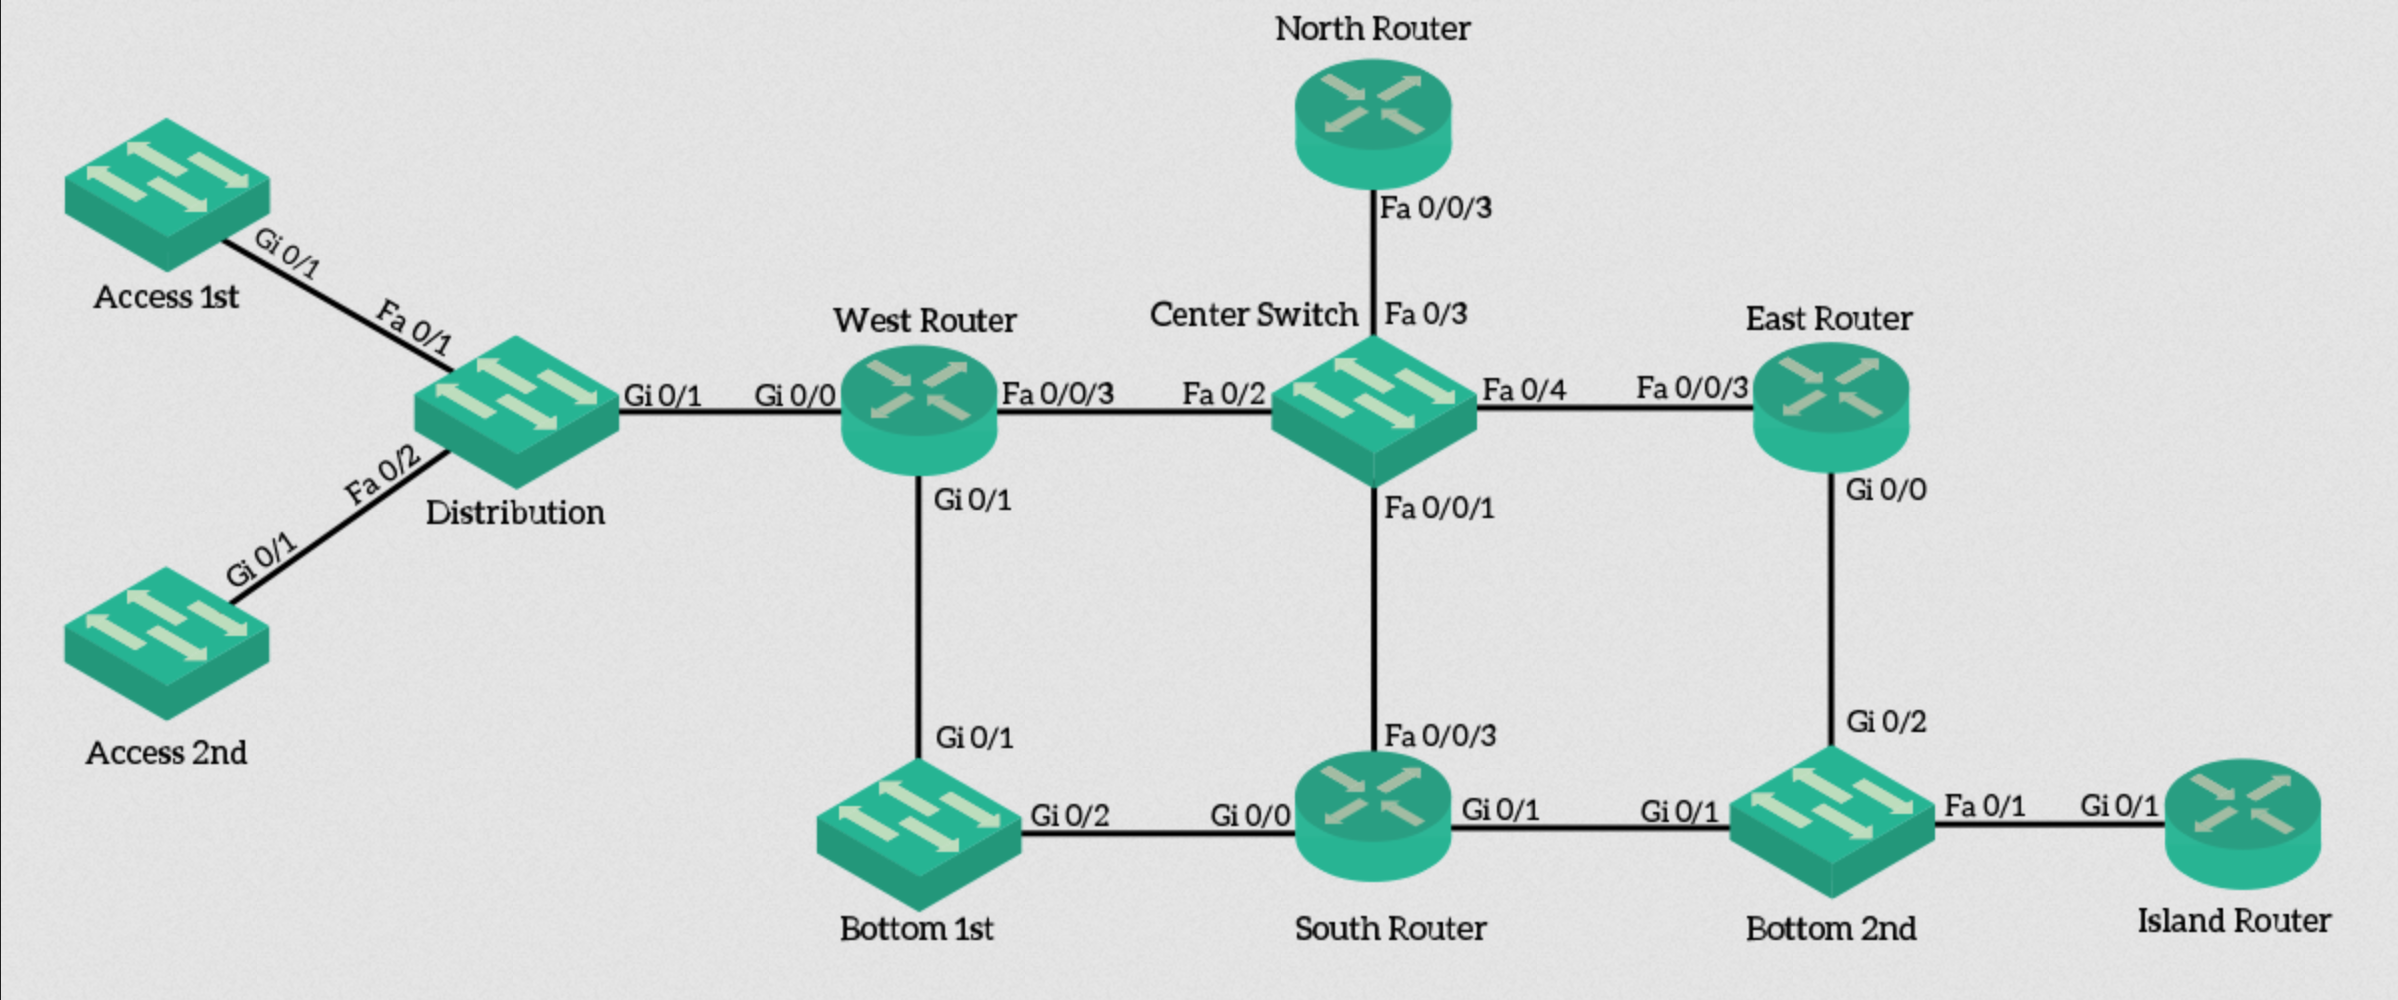 North Router
Fa 0/0/3
Gi 0/1
Access 1st
Fa 0/1
West Router
Center Switch
Fa 0/3
East Router
Gi 0/1
Gi 0/0
Fa 0/0/3
Fa 0/2
Fa 0/4
Fa 0/0/3
Fa 0/2
Distribution
Gi 0/1
Fa 0/0/1
Gi 0/0
Gi 0/1
Access 2nd
Gi 0/1
Fa 0/0/3
Gi 0/2
Gi 0/2
Gi 0/0
Gi 0/1
Gi 0/1
Fa 0/1
Gi 0/1
Bottom 1st
South Router
Bottom 2nd
Island Router